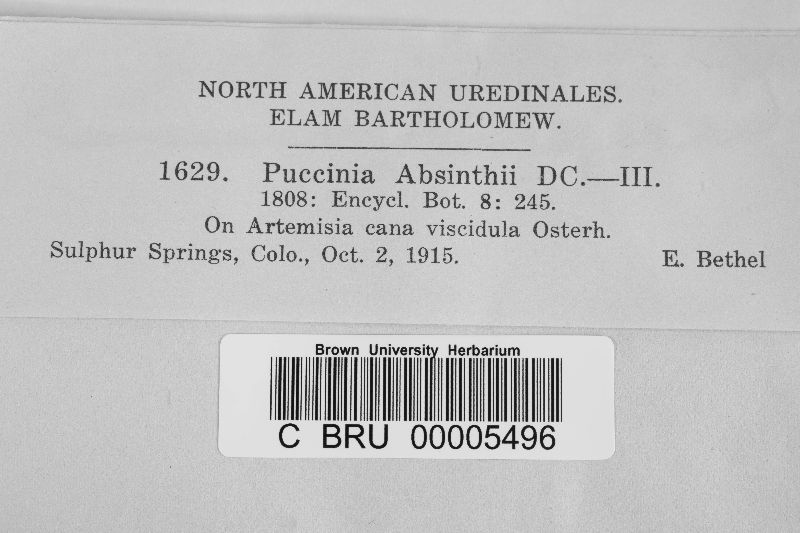 NORTH AMERICAN UREDINALES.
ELAM BARTHOLOMEW.
1629. Puccinia Absinthii DC.—III.
1808: Encycl. Bot. 8: 245.
On Artemisia cana viscidula Osterh.
Sulphur Springs, Colo., Oct. 2, 1915. E. Bethel
Brown University Herbarium
C BRU 00005496